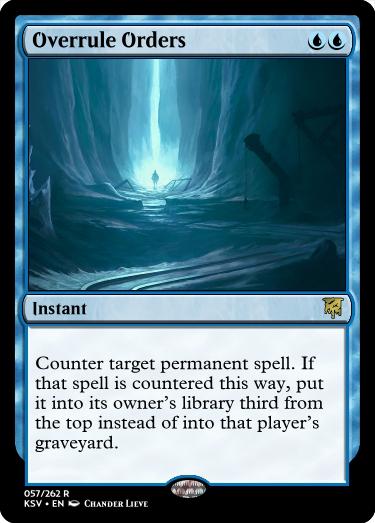 Overrule Orders
Instant
Counter target permanent spell. If
that spell is countered this way, put
it into its owner's library third from
the top instead of into that player's
graveyard.
057/262 R
KSV • EN Chander Lieve